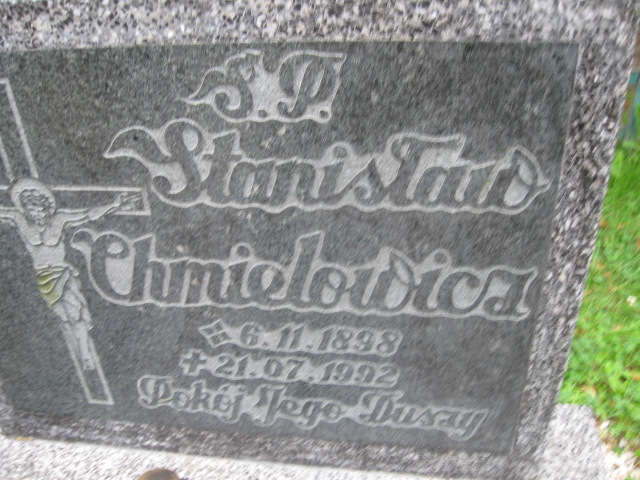 Ś.P.
Stanisław
Chmielowicz
6.11.1898
+21.07.1992
Pokój Jego Duszy